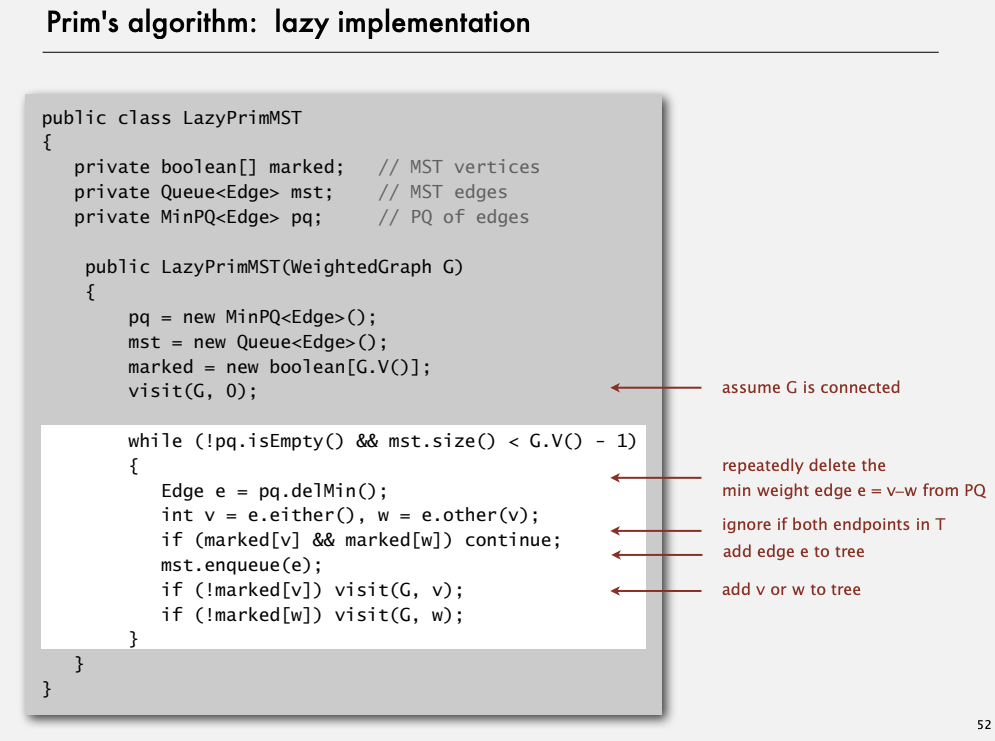 Prim's algorithm: lazy implementation
public class LazyPrimMST
{
private boolean[] marked; // MST vertices
private Queue<Edge> mst; // MST edges
private MinPQ<Edge> pq; // PQ of edges
public LazyPrimMST(WeightedGraph G)
{
pq = new MinPQ<Edge>();
mst = new Queue<Edge>();
marked = new boolean[G.V()];
visit(G, 0);
assume G is connected
while (!pq.isEmpty() && mst.size() < G.V() - 1)
{
repeatedly delete the
min weight edge e = v–w from PQ
Edge e = pq.delMin();
int v = e.either(), w = e.other(v);
ignore if both endpoints in T
if (marked[v] && marked[w]) continue;
add edge e to tree
mst.enqueue(e);
if (!marked[v]) visit(G, v);
add v or w to tree
if (!marked[w]) visit(G, w);
}
}
}
52